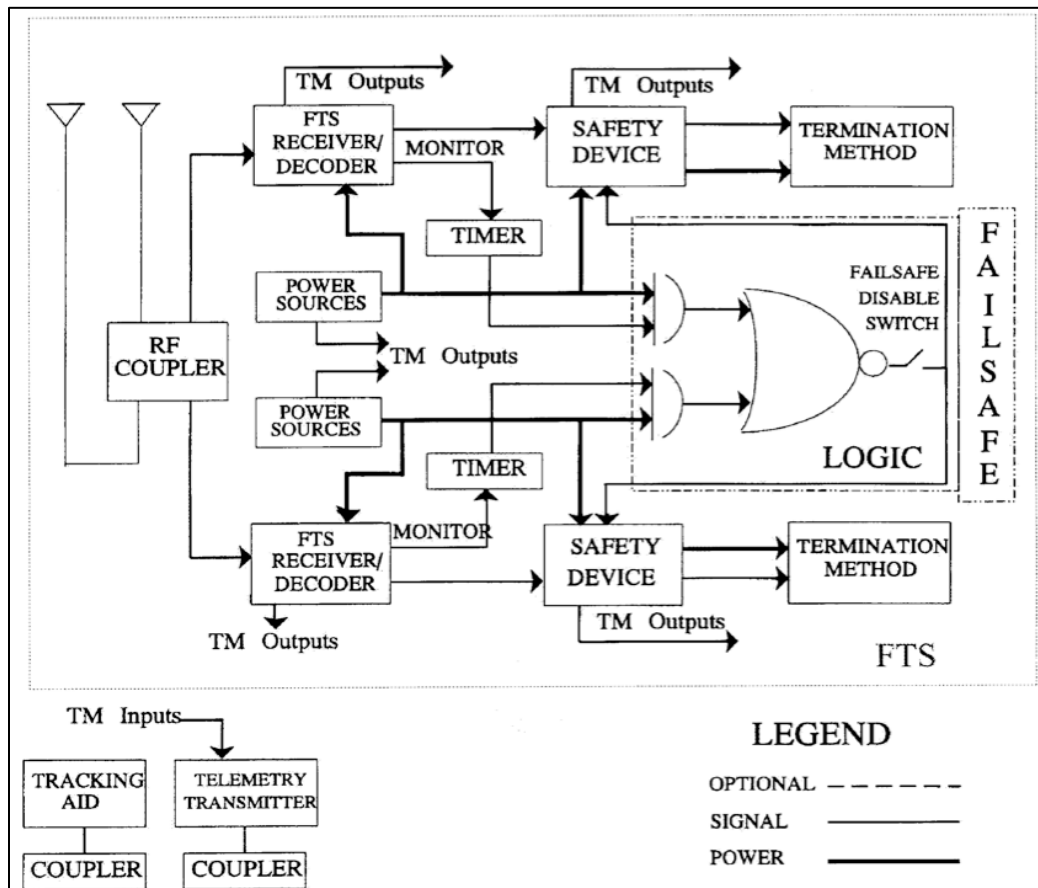 TM Outputs
TM Outputs
FTS
RECEIVER/
DECODER
MONITOR
SAFETY
DEVICE
TERMINATION
METHOD
TIMER
POWER
SOURCES
TM Outputs
RF
COUPLER
POWER
SOURCES
TIMER
FAILSAFE
DISABLE
SWITCH
LOGIC
F
A
I
L
S
A
F
E
FTS
RECEIVER/
DECODER
MONITOR
SAFETY
DEVICE
TERMINATION
METHOD
TM Outputs
TM Outputs
FTS
TM Inputs
TRACKING
AID
TELEMETRY
TRANSMITTER
COUPLER
COUPLER
LEGEND
OPTIONAL
SIGNAL
POWER